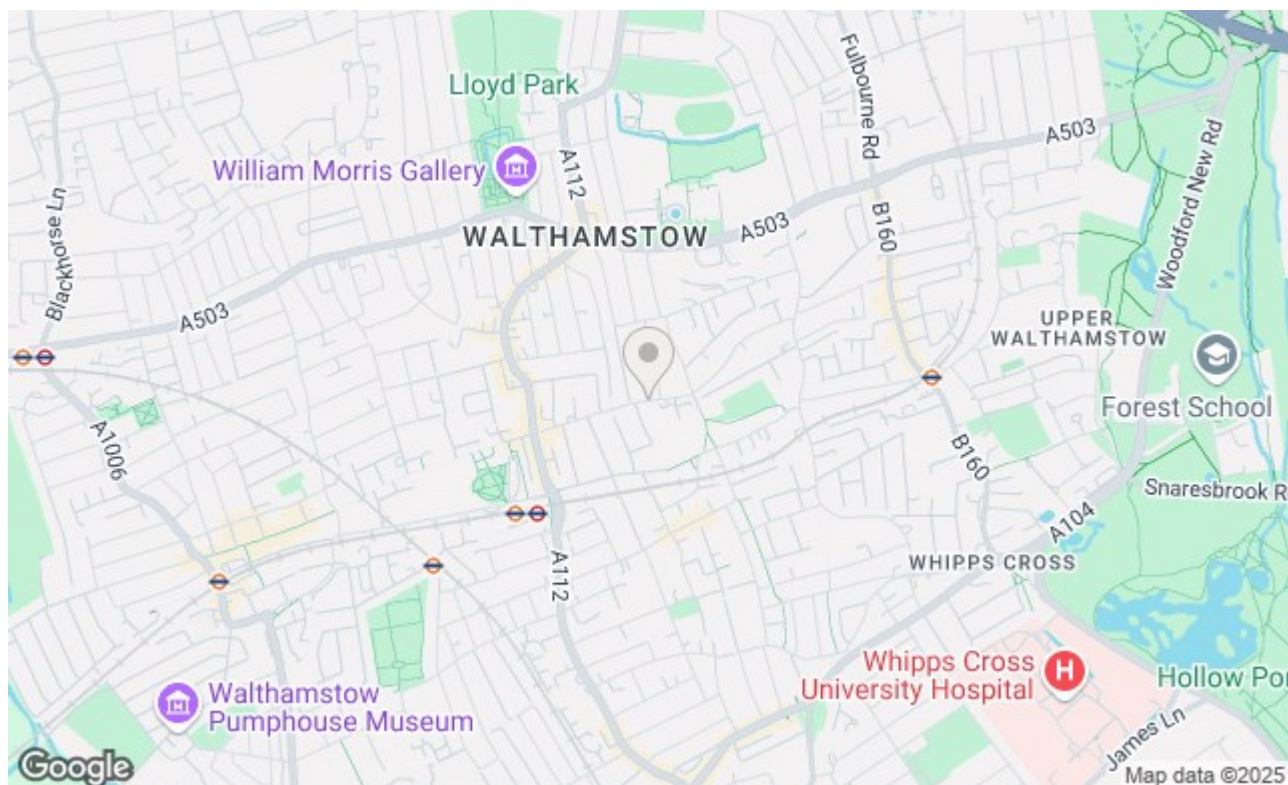 Lloyd Park
Fulbourne Rd
A503
Woodford New Rd
William Morris Gallery
A112
B160
WALTHAMSTOW
A503
Blackhorse Ln
A503
UPPER
WALTHAMSTOW
Forest School
A1006
B160
Snaresbrook R
A104
A112
WHIPPS CROSS
Whipps Cross
University Hospital
H
Hollow Pon
Walthamstow
Pumphouse Museum
James Ln
Google
Map data ©2025